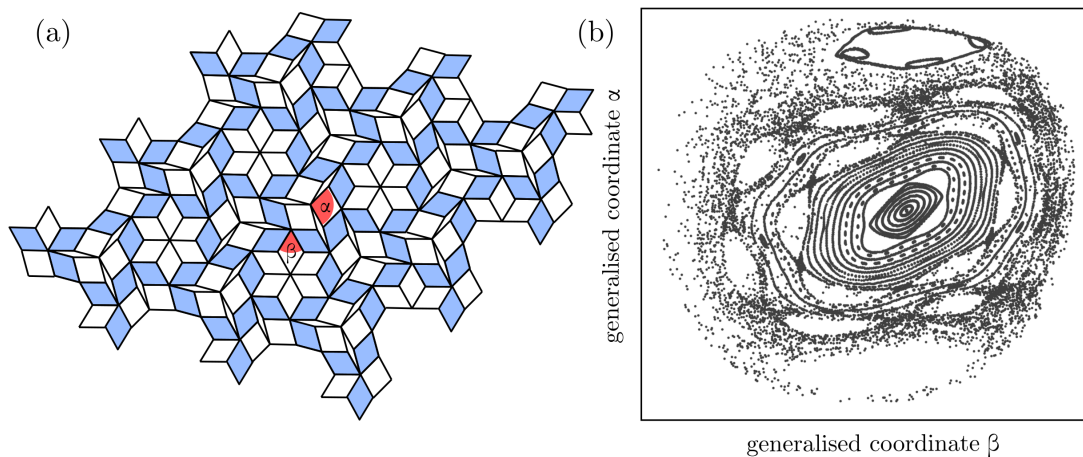 (a)
α
β
(b)
generalised coordinate α
generalised coordinate β